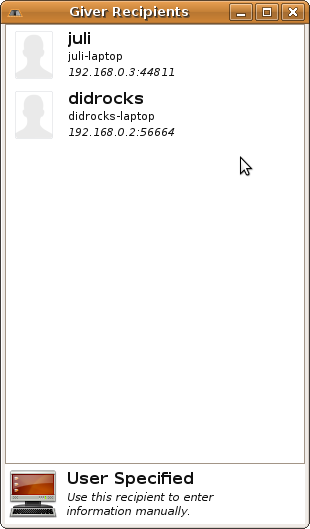 Giver Recipients
juli
juli-laptop
192.168.0.3:44811
didrocks
didrocks-laptop
192.168.0.2:56664
User Specified
Use this recipient to enter
information manually.